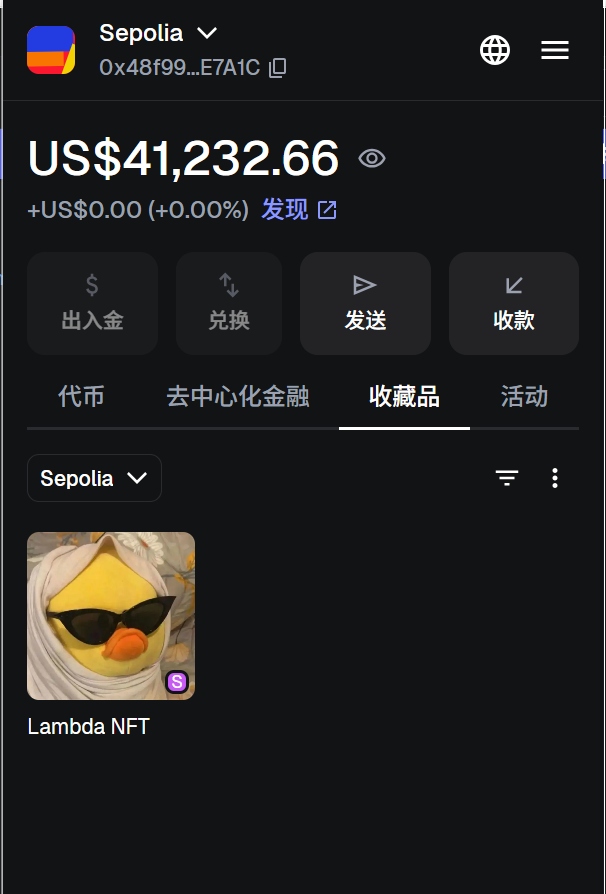 Sepolia
0x48f99...E7A1C
US$41,232.66
+US$0.00 (+0.00%) 发现
出入金 兑换 发送 收款
代币 去中心化金融 收藏品 活动
Sepolia
S
Lambda NFT